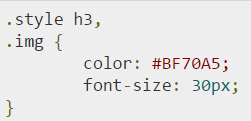 .style h3,
.img {
        color: #BF70A5;
        font-size: 30px;
}